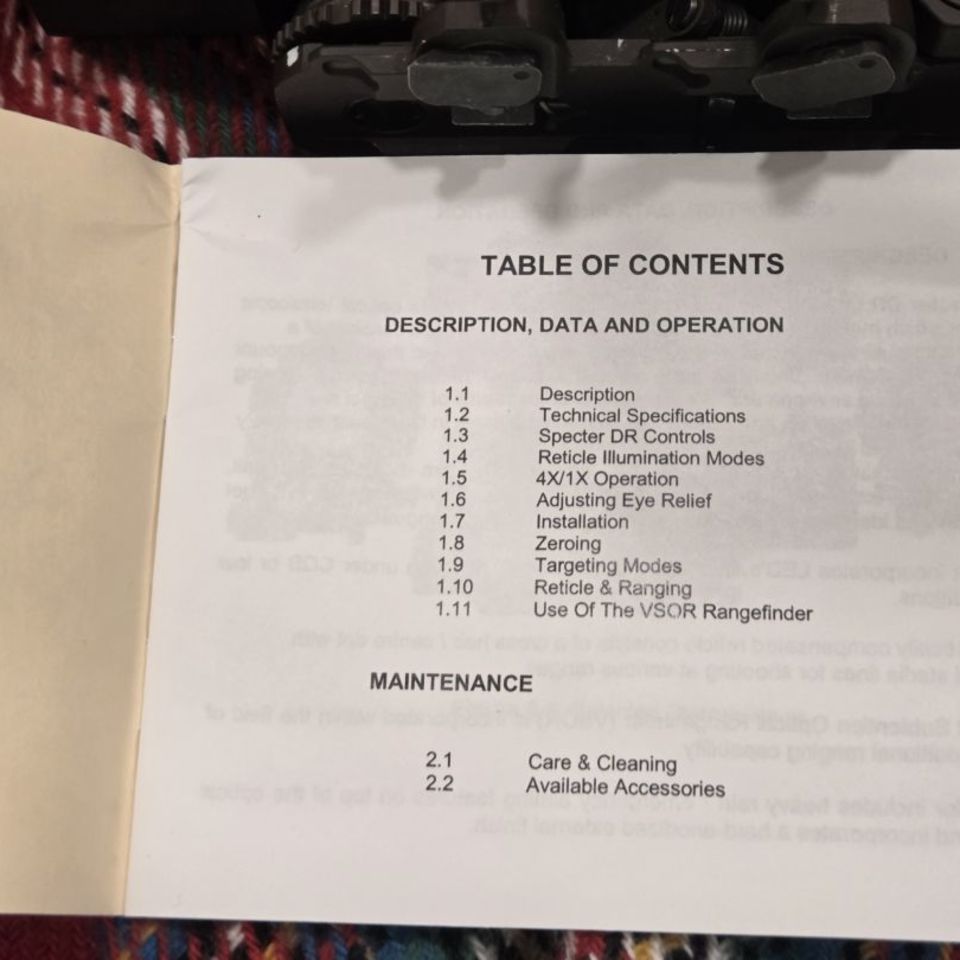 TABLE OF CONTENTS
DESCRIPTION, DATA AND OPERATION
1.1 Description
1.2 Technical Specifications
1.3 Specter DR Controls
1.4 Reticle Illumination Modes
1.5 4X/1X Operation
1.6 Adjusting Eye Relief
1.7 Installation
1.8 Zeroing
1.9 Targeting Modes
1.10 Reticle & Ranging
1.11 Use Of The VSOR Rangefinder
MAINTENANCE
2.1 Care & Cleaning
2.2 Available Accessories